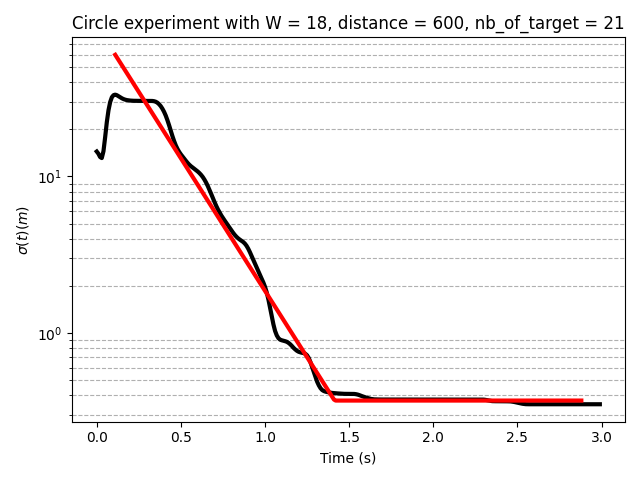 Circle experiment with W = 18, distance = 600, nb_of_target = 21
10¹
σ(t)(m)
10⁰
0.0 0.5 1.0 1.5 2.0 2.5 3.0
Time (s)